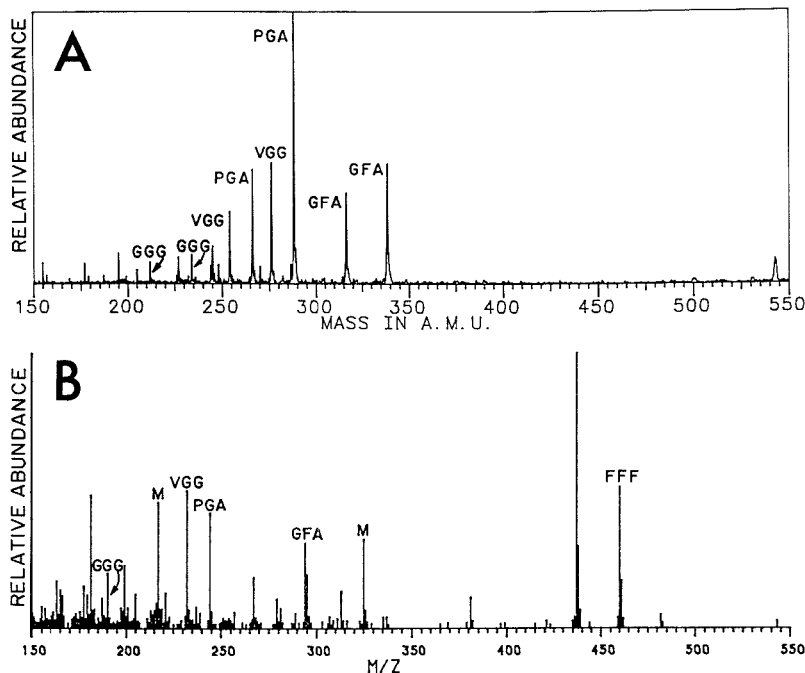 A
RELATIVE ABUNDANCE
PGA
VGG
PGA
GFA
GFA
VGG
GGG
GGG
150 200 250 300 350 400 450 500 550
MASS IN A.M.U.
B
RELATIVE ABUNDANCE
FFF
VGG
M
PGA
GFA
M
GGG
150 200 250 300 350 400 450 500 550
M/Z